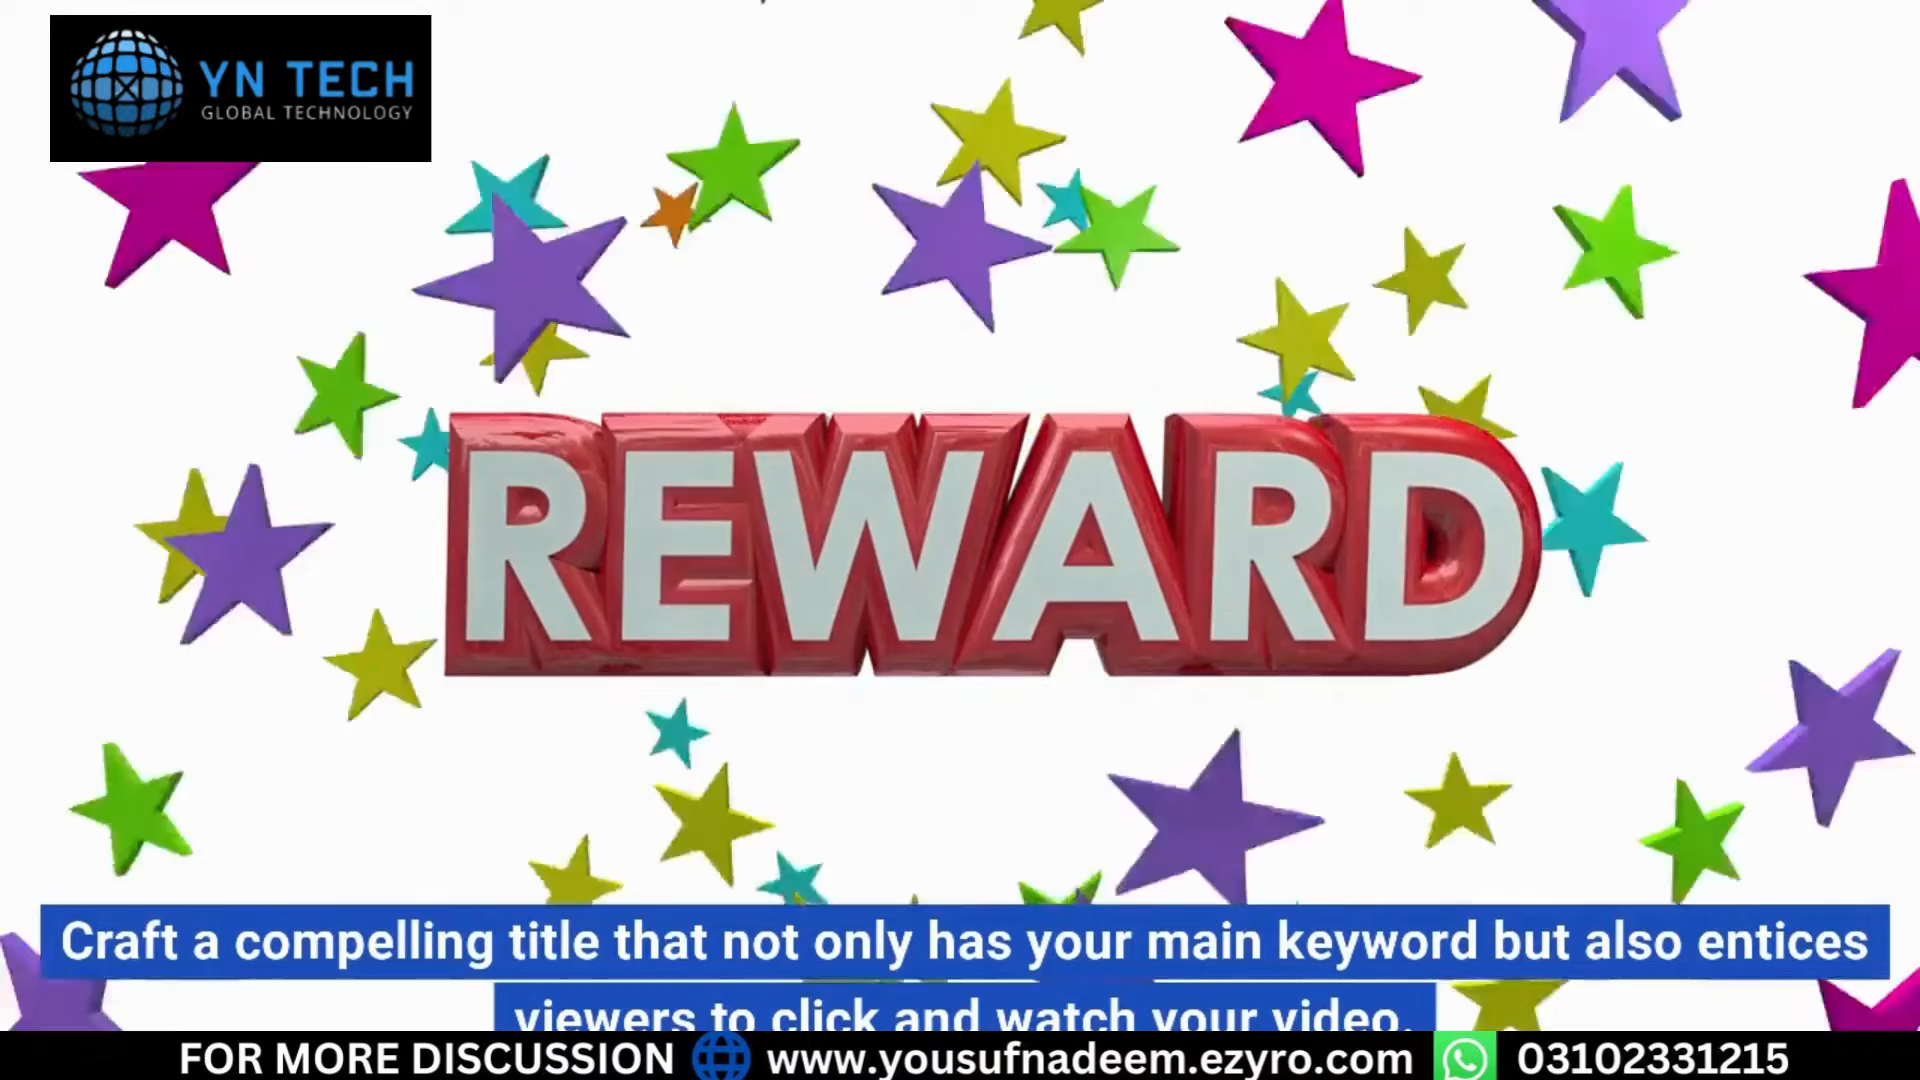 YN TECH
GLOBAL TECHNOLOGY
REWARD
Craft a compelling title that not only has your main keyword but also entices
viewers to click and watch your video.
FOR MORE DISCUSSION www.yousufnadeem.ezyro.com 03102331215